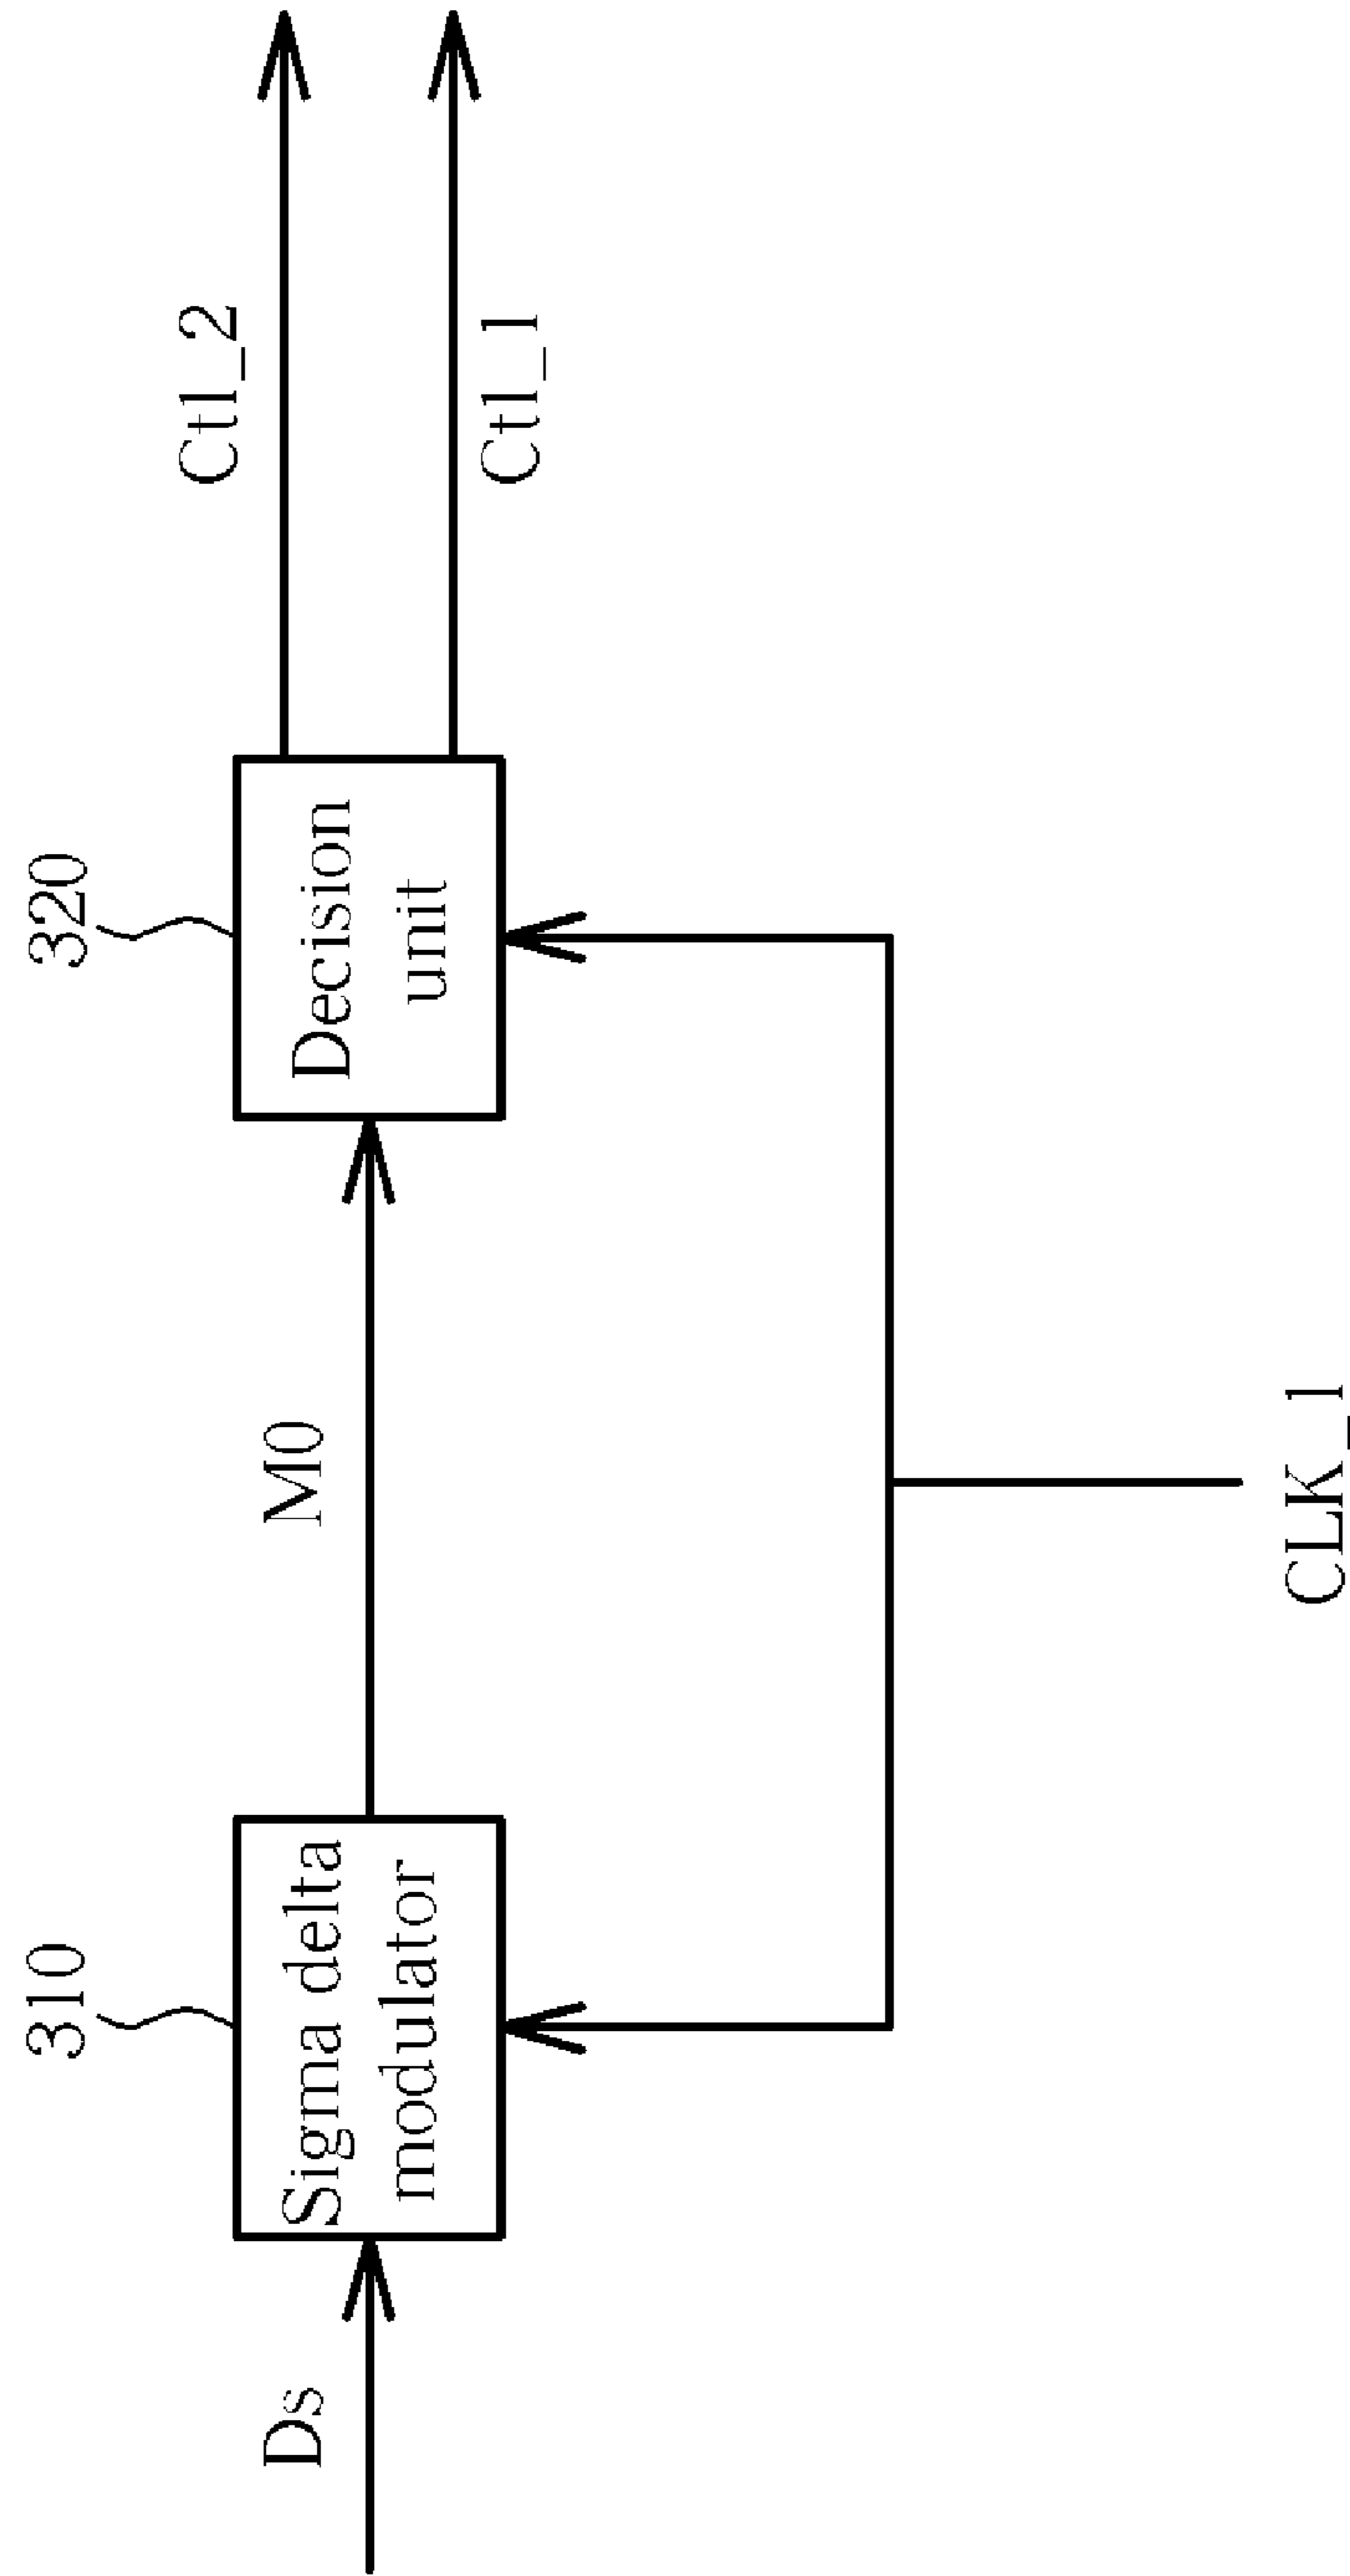 310
320
Ds
Sigma delta
modulator
M0
Decision
unit
Ctl_2
Ctl_1
CLK_1